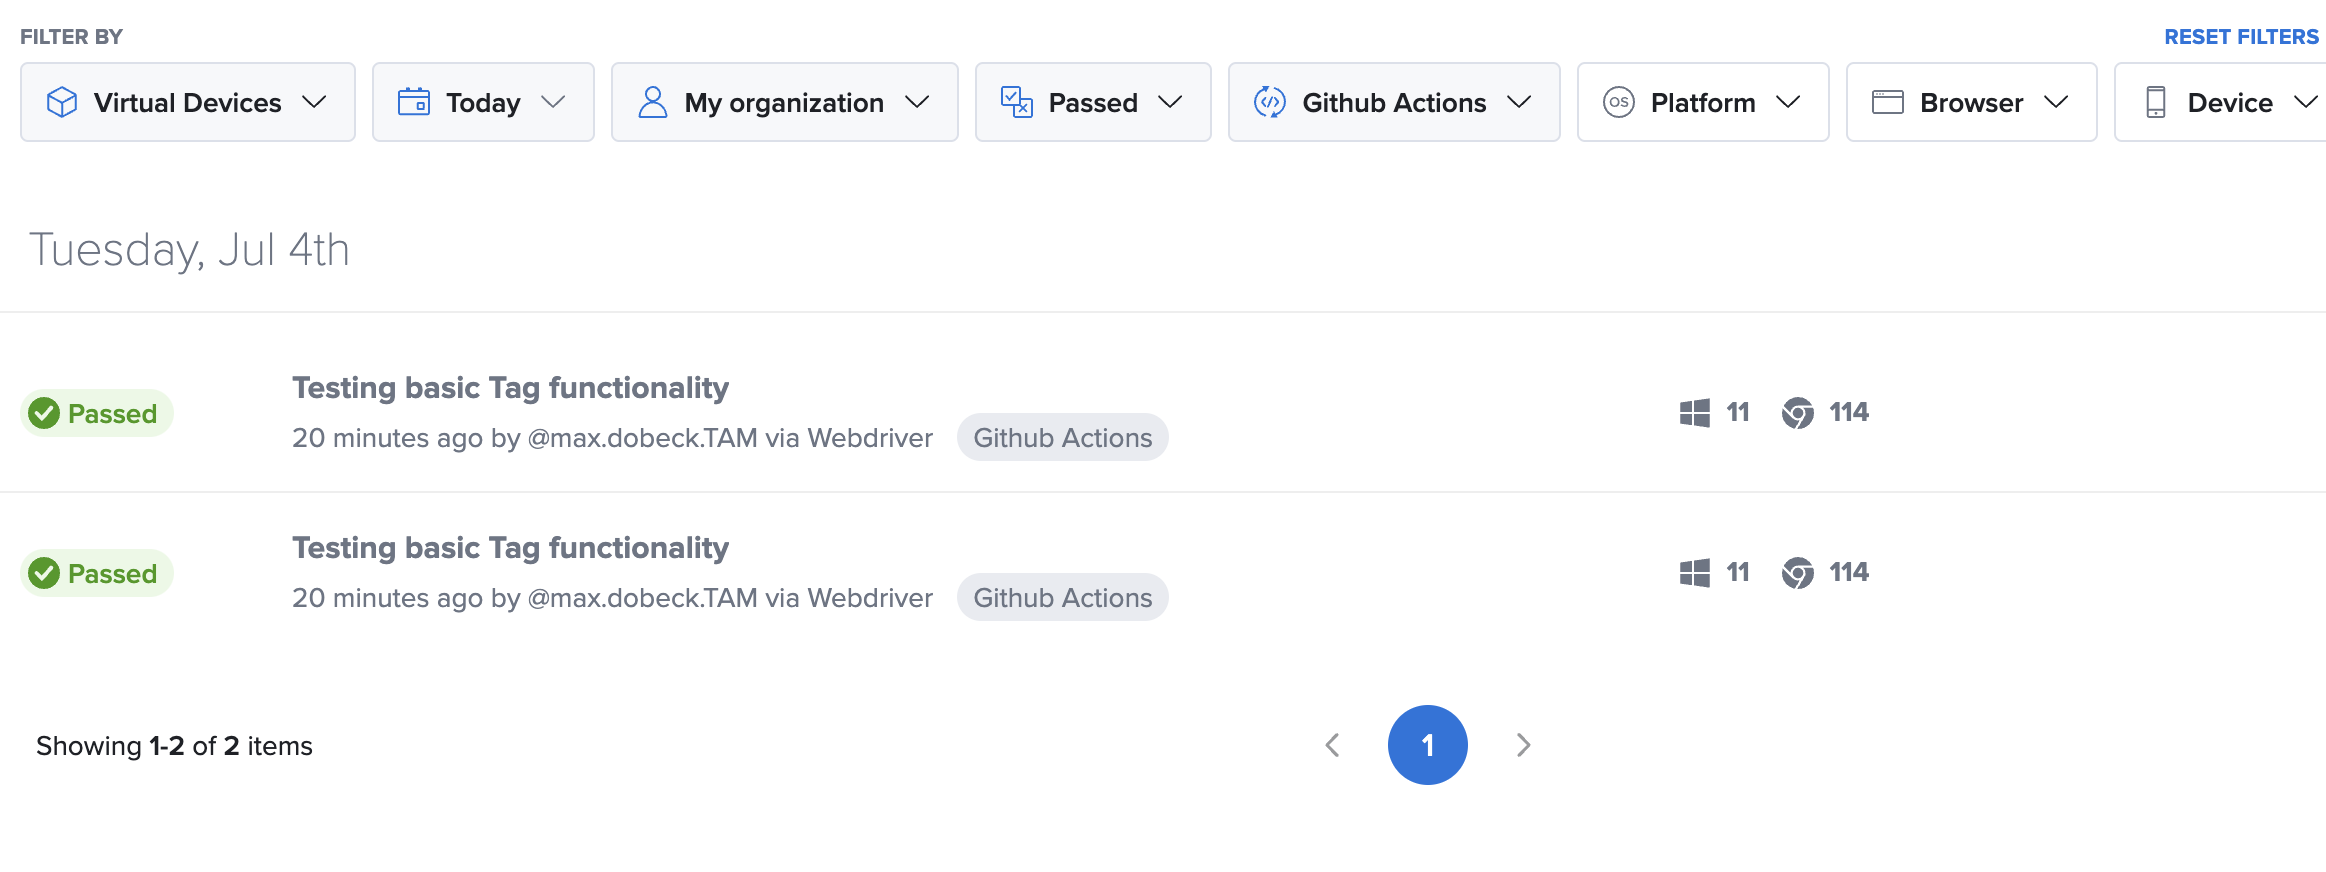 FILTER BY
RESET FILTERS
Virtual Devices
Today
My organization
Passed
Github Actions
OS
Platform
Browser
Device
Tuesday, Jul 4th
Passed
Testing basic Tag functionality
20 minutes ago by @max.dobeck.TAM via Webdriver
Github Actions
11
114
Passed
Testing basic Tag functionality
20 minutes ago by @max.dobeck.TAM via Webdriver
Github Actions
11
114
Showing 1-2 of 2 items
1